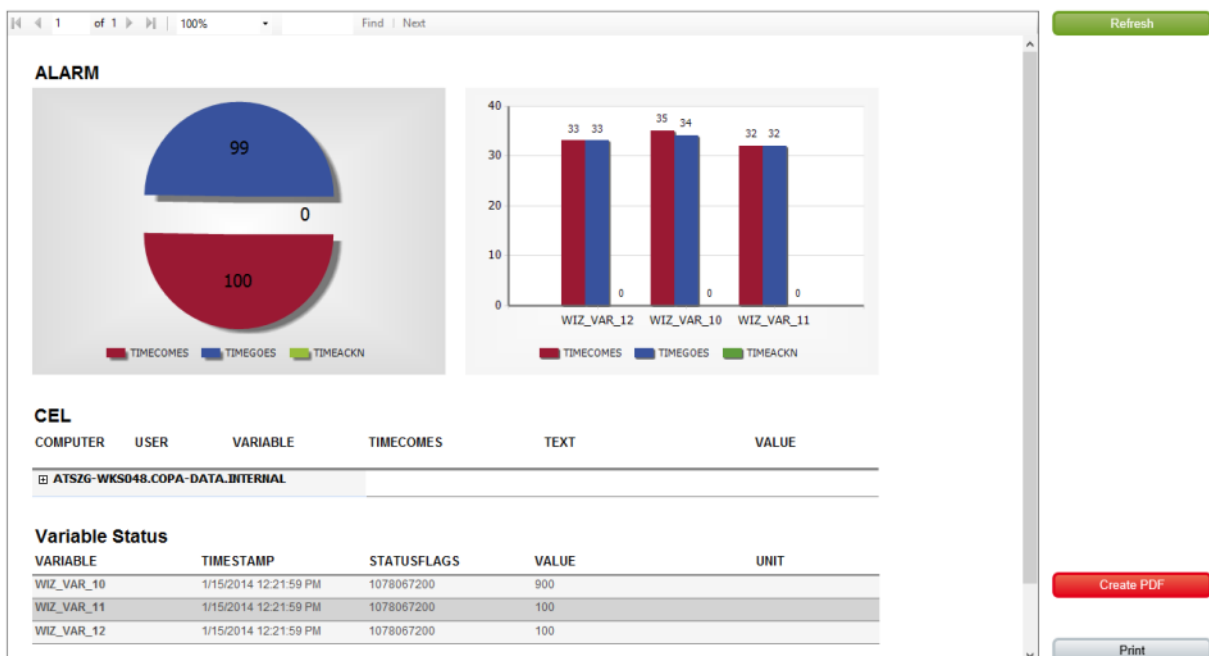 1 of 1 100% Find | Next
Refresh
ALARM
99
0
100
TIMECOMES TIMEGOES TIMEACKN
40
30
20
10
0
33 33 0
35 34 0
32 32 0
WIZ_VAR_12 WIZ_VAR_10 WIZ_VAR_11
TIMECOMES TIMEGOES TIMEACKN
CEL
COMPUTER USER VARIABLE TIMECOMES TEXT VALUE
ATSZG-WKS048.COPA-DATA.INTERNAL
Variable Status
VARIABLE TIMESTAMP STATUSFLAGS VALUE UNIT
WIZ_VAR_10 1/15/2014 12:21:59 PM 1078067200 900
WIZ_VAR_11 1/15/2014 12:21:59 PM 1078067200 100
WIZ_VAR_12 1/15/2014 12:21:59 PM 1078067200 100
Create PDF
Print